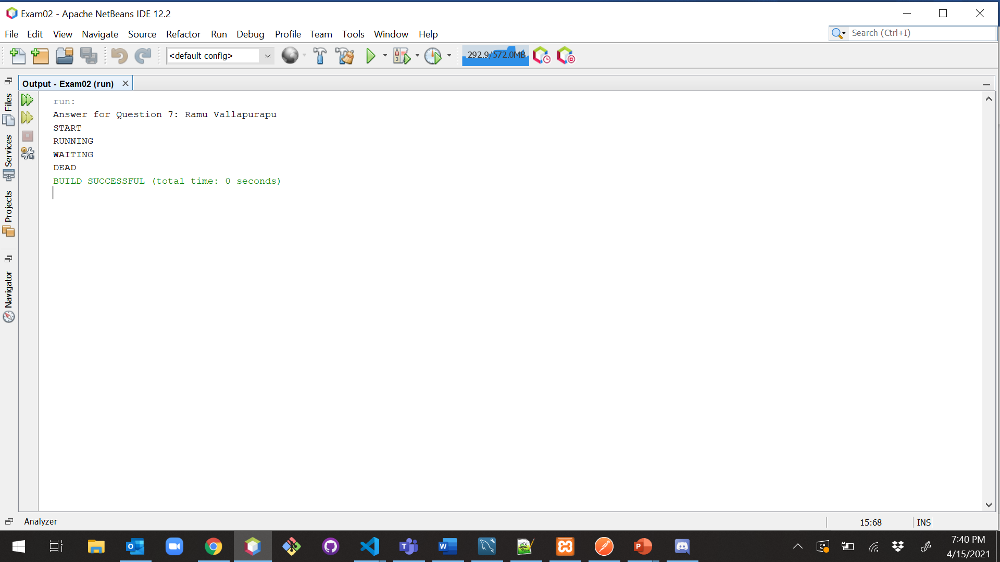 Exam02 - Apache NetBeans IDE 12.2
File Edit View Navigate Source Refactor Run Debug Profile Team Tools Window Help
Search (Ctrl+I)
<default config>
292.9/572.0MB
Output - Exam02 (run)
Files
Services
Projects
Navigator
run:
Answer for Question 7: Ramu Vallapurapu
START
RUNNING
WAITING
DEAD
BUILD SUCCESSFUL (total time: 0 seconds)
Analyzer
15:68
INS
7:40 PM
4/15/2021